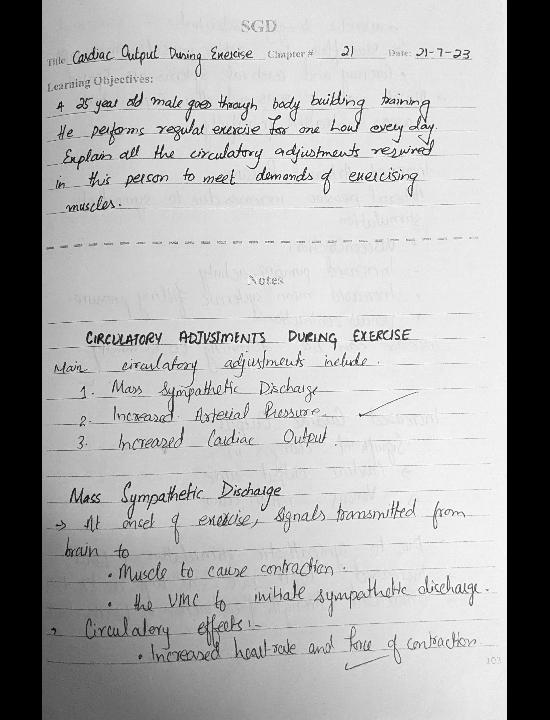 SGD
Title Cardiac Output During Exercise Chapter # 21 Date: 21-7-23
Learning Objectives:
A 25 year old male goes through body building training
He performs regular exercise for one hour every day.
Explain all the circulatory adjustments required
in this person to meet demands of exercising
muscles.
Notes
CIRCULATORY ADJUSTMENTS DURING EXERCISE
Main circulatory adjustments include.
1. Mass Sympathetic Discharge
2. Increased Arterial Pressure
3. Increased Cardiac Output.
Mass Sympathetic Discharge
→ At onset of exercise, signals transmitted from
brain to
• Muscle to cause contraction.
• the VMC to initiate sympathetic discharge.
→ Circulatory effects:-
• Increased heart rate and force of contraction
103